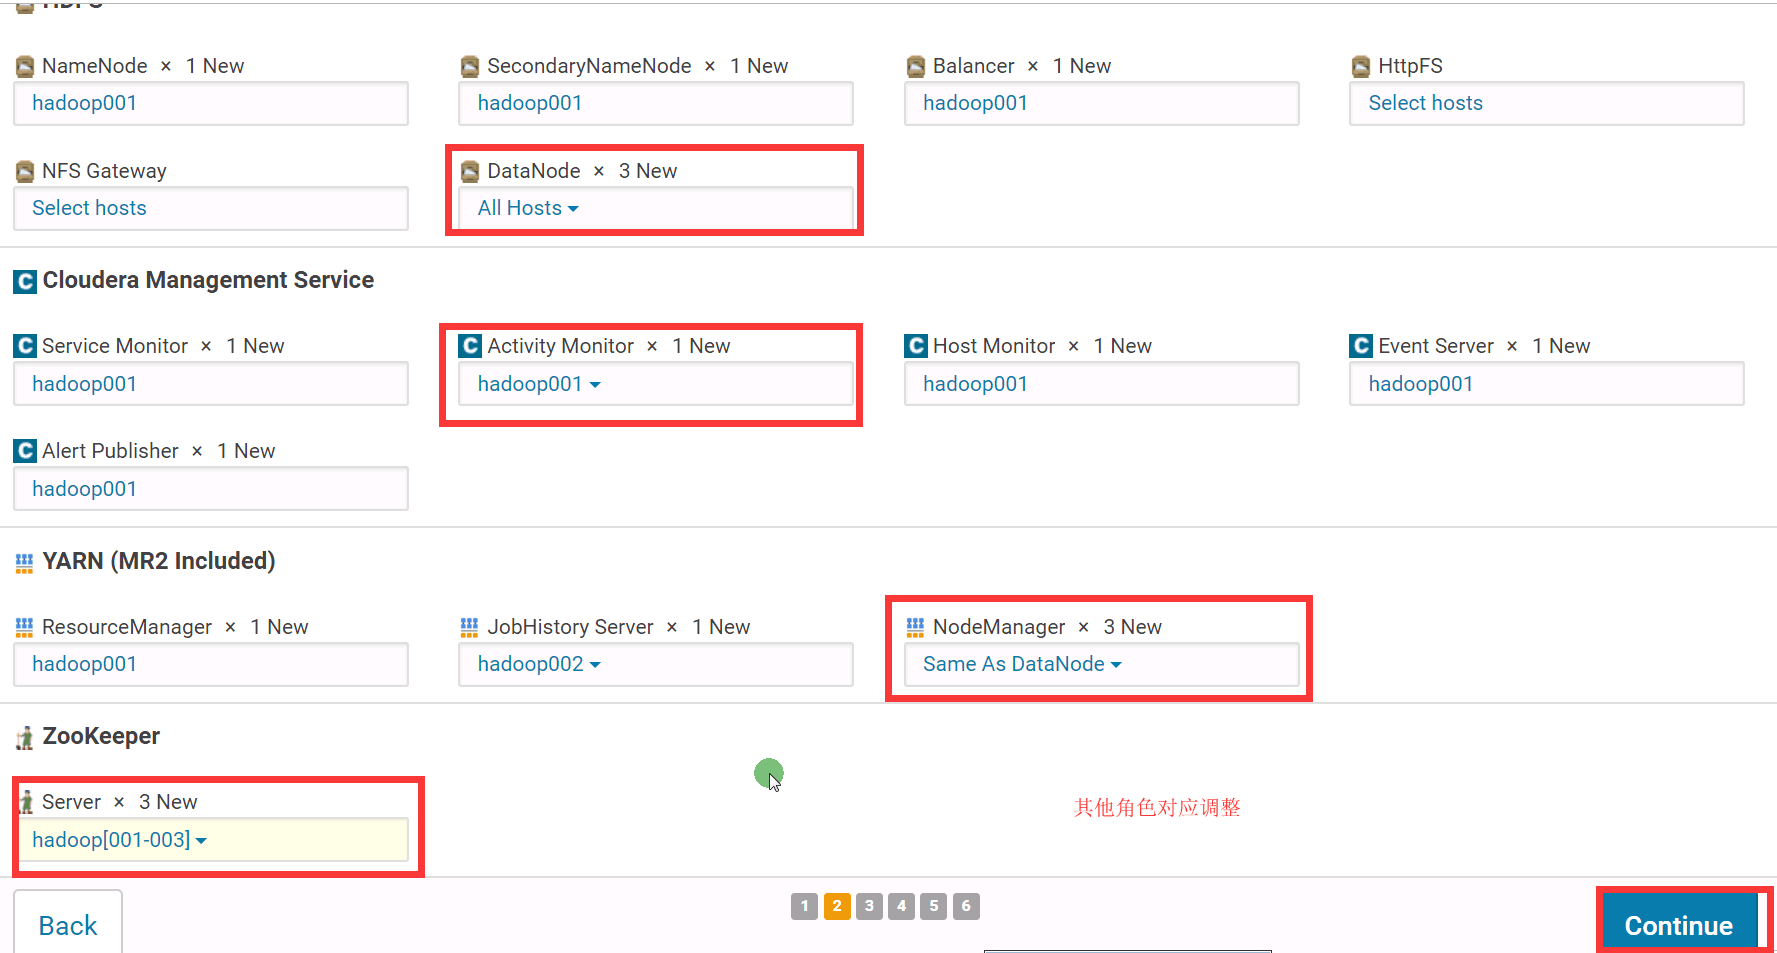 HDFS
NameNode × 1 New
SecondaryNameNode × 1 New
Balancer × 1 New
HttpFS
hadoop001
hadoop001
hadoop001
Select hosts
NFS Gateway
DataNode × 3 New
Select hosts
All Hosts
Cloudera Management Service
Service Monitor × 1 New
Activity Monitor × 1 New
Host Monitor × 1 New
Event Server × 1 New
hadoop001
hadoop001
hadoop001
hadoop001
Alert Publisher × 1 New
hadoop001
YARN (MR2 Included)
ResourceManager × 1 New
JobHistory Server × 1 New
NodeManager × 3 New
hadoop001
hadoop002
Same As DataNode
ZooKeeper
Server × 3 New
hadoop[001-003]
其他角色对应调整
Back
1 2 3 4 5 6
Continue